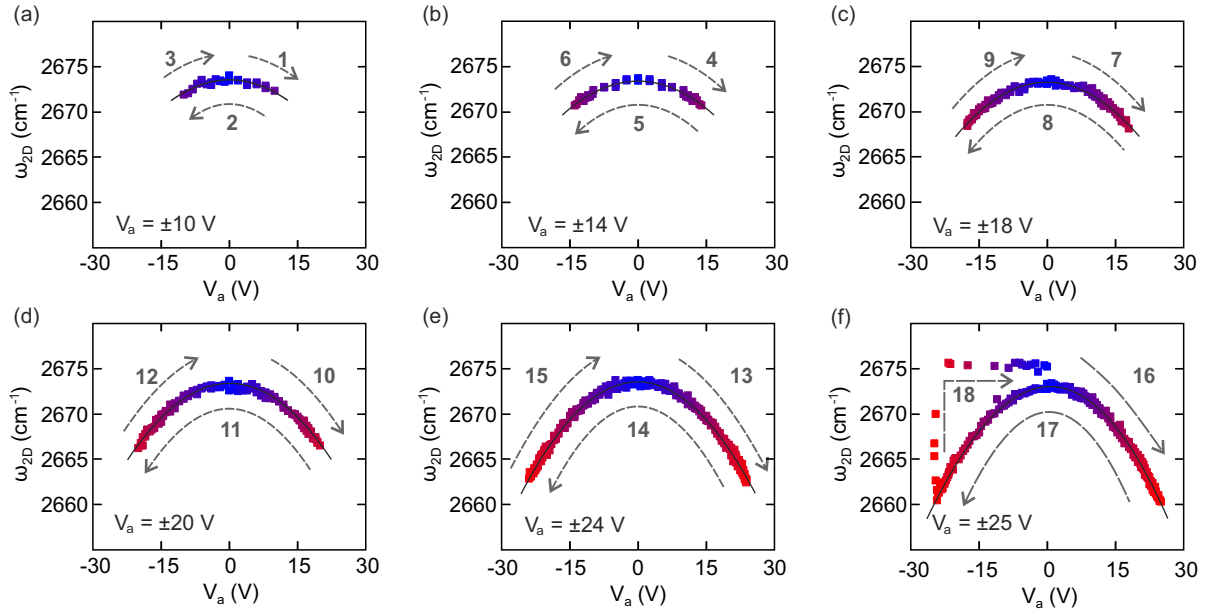 (a)
3
1
2
2675
2670
2665
2660
ω2D (cm⁻¹)
Va = ±10 V
-30 -15 0 15 30
Va (V)
(b)
6
4
5
2675
2670
2665
2660
ω2D (cm⁻¹)
Va = ±14 V
-30 -15 0 15 30
Va (V)
(c)
9
7
8
2675
2670
2665
2660
ω2D (cm⁻¹)
Va = ±18 V
-30 -15 0 15 30
Va (V)
(d)
12
10
11
2675
2670
2665
2660
ω2D (cm⁻¹)
Va = ±20 V
-30 -15 0 15 30
Va (V)
(e)
15
13
14
2675
2670
2665
2660
ω2D (cm⁻¹)
Va = ±24 V
-30 -15 0 15 30
Va (V)
(f)
18
16
17
2675
2670
2665
2660
ω2D (cm⁻¹)
Va = ±25 V
-30 -15 0 15 30
Va (V)